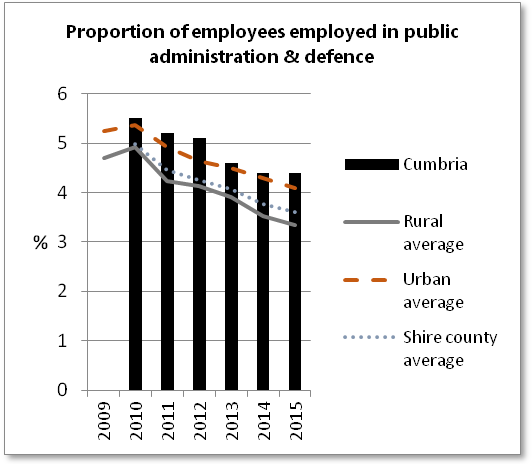 Proportion of employees employed in public
administration & defence
6
5
4
3
2
1
0
%
2009
2010
2011
2012
2013
2014
2015
Cumbria
Rural
average
Urban
average
Shire county
average